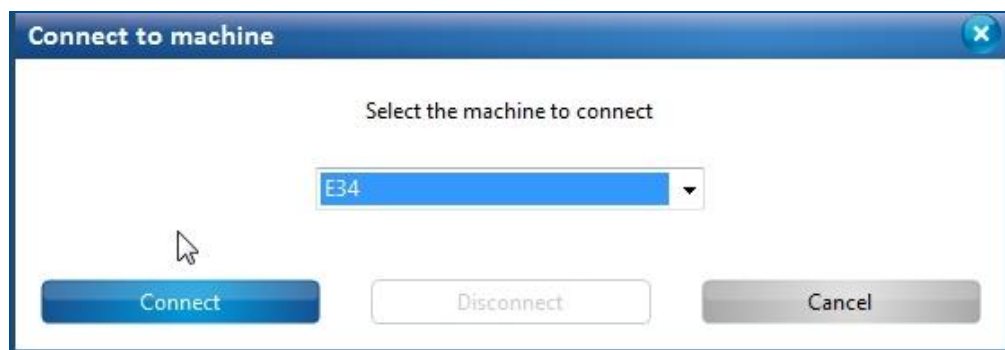 Connect to machine
Select the machine to connect
E34
Connect Disconnect Cancel